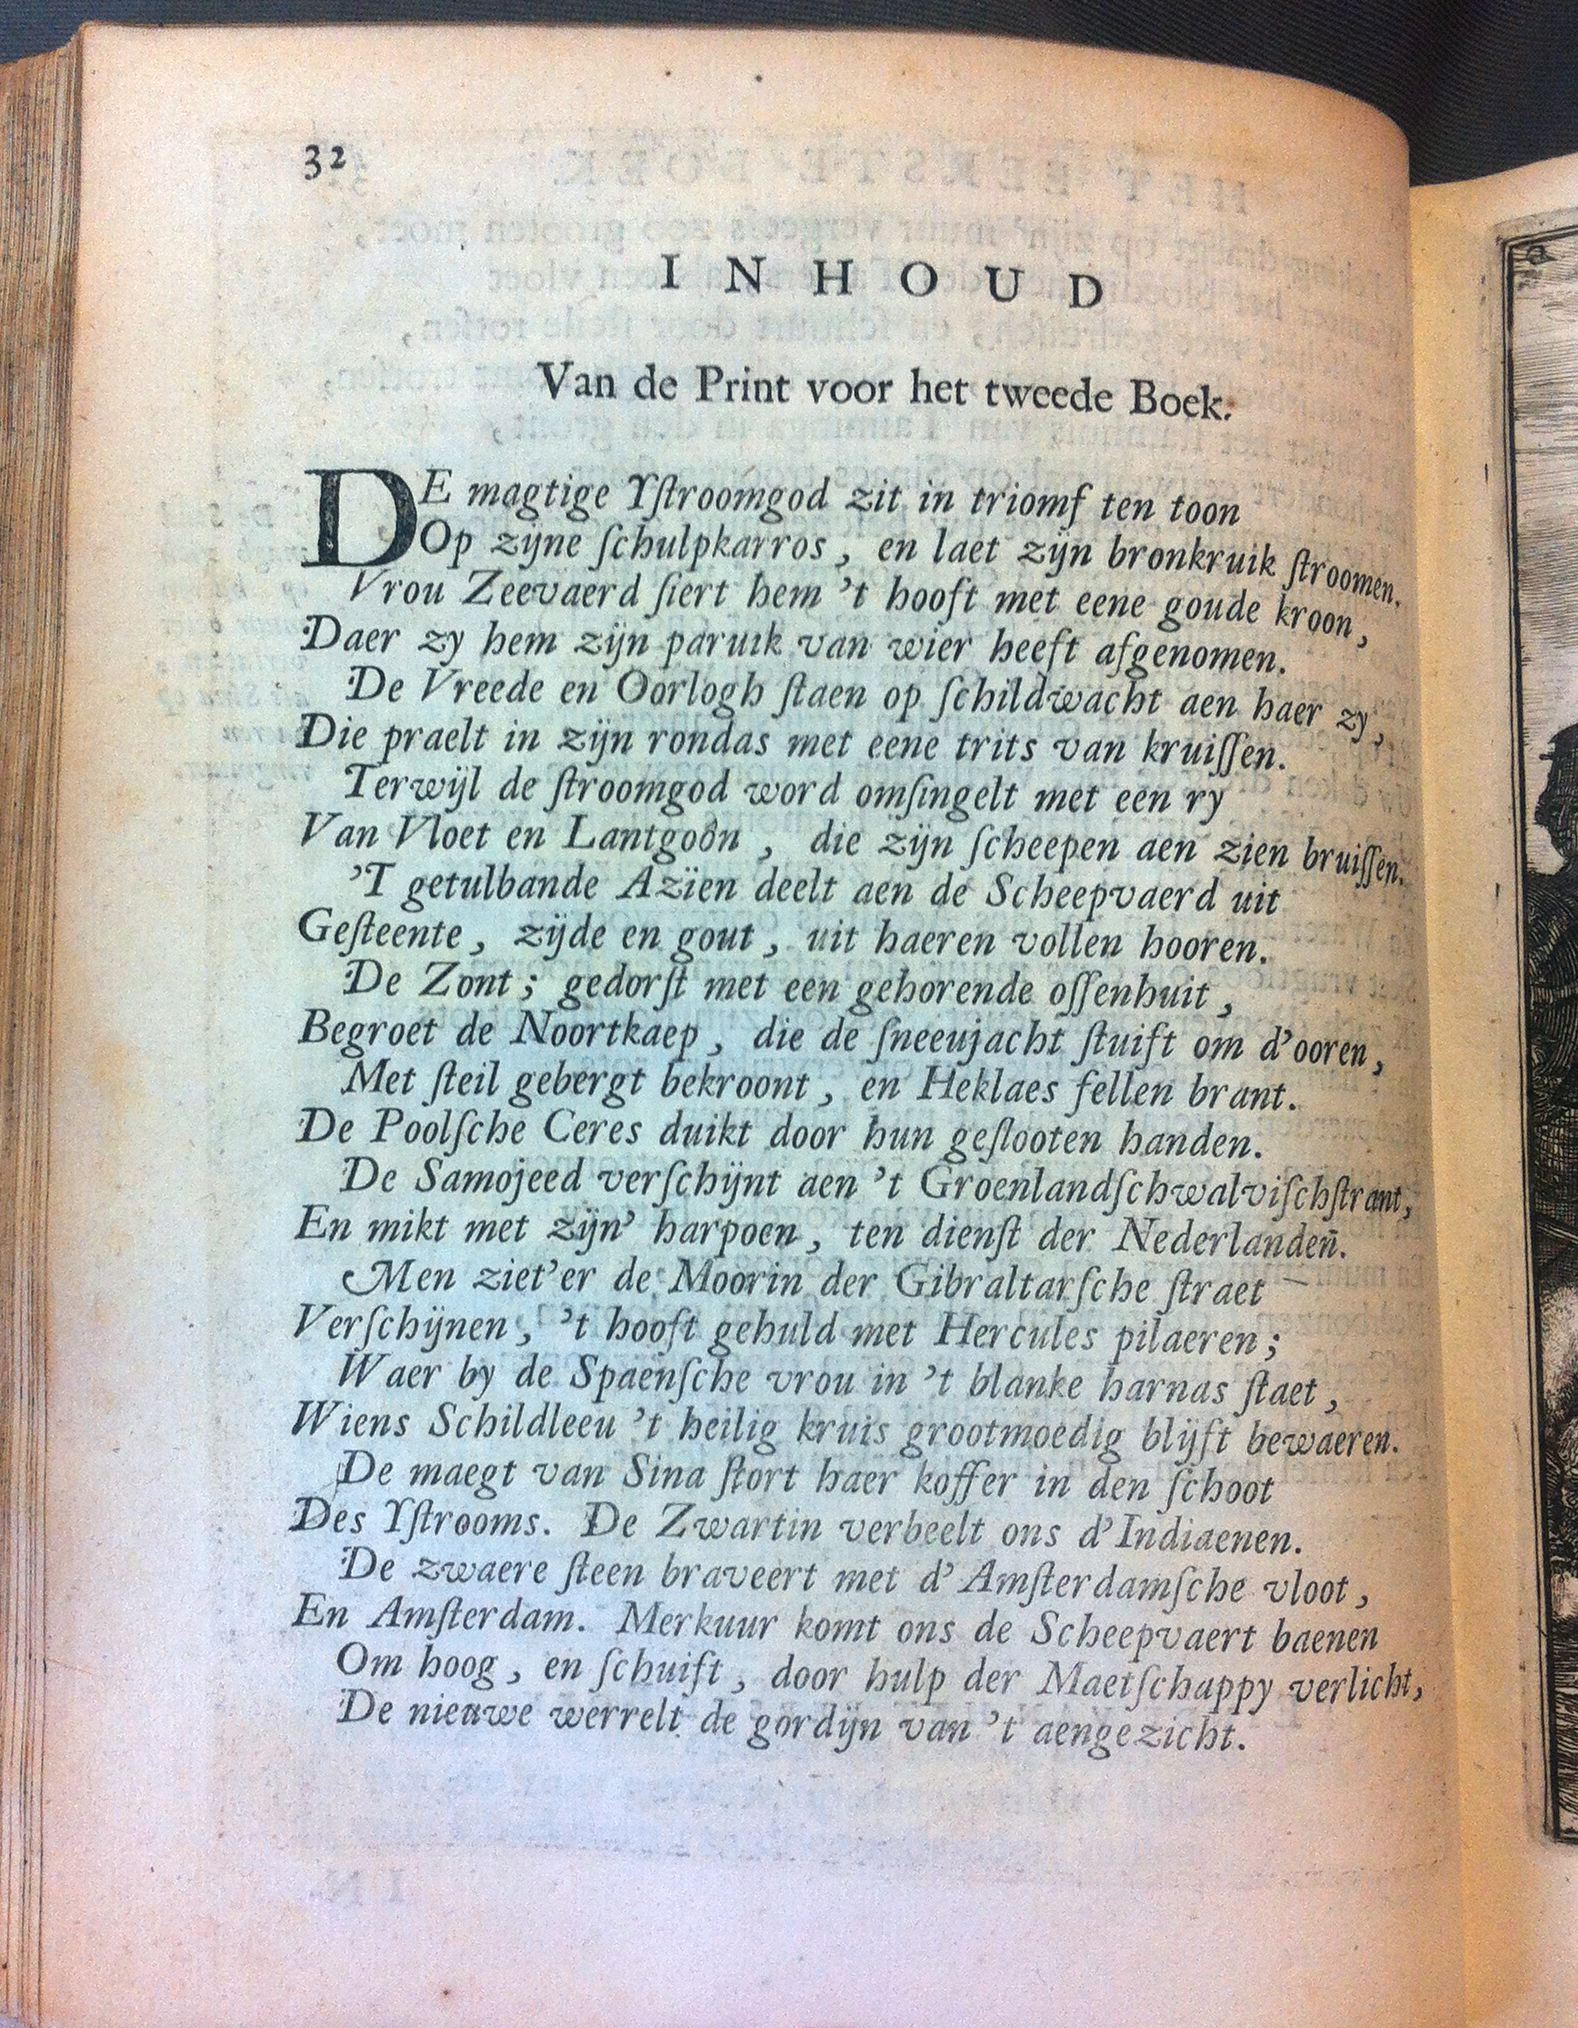 32
INHOUD
Van de Print voor het tweede Boek.
DE magtige Yſtroomgod zit in triomf ten toon
Op zijne ſchulpkarros, en laet zijn bronkruik ſtroomen.
Vrou Zeevaerd ſiert hem 't hooft met eene goude kroon,
Daer zy hem zijn paruik van wier heeft afgenomen.
De Vreede en Oorlogh ſtaen op ſchildwacht aen haer zy,
Die praelt in zijn rondas met eene trits van kruiſſen.
Terwijl de ſtroomgod word omſingelt met een ry
Van Vloet en Lantgoôn, die zijn ſcheepen aen zien bruiſſen.
'T getulbande Azïen deelt aen de Scheepvaerd uit
Geſteente, zijde en gout, uit haeren vollen hooren.
De Zont; gedorſt met een gehorende oſſenhuit,
Begroet de Noortkaep, die de ſneeujacht ſtuift om d'ooren,
Met ſteil gebergt bekroont, en Heklaes fellen brant.
De Poolſche Ceres duikt door hun geſlooten handen.
De Samojeed verſchijnt aen 't Groenlandſchwalviſchſtrant,
En mikt met zijn' harpoen, ten dienſt der Nederlandeñ.
Men ziet'er de Moorin der Gibraltarſche ſtraet
Verſchijnen, 't hooft gehuld met Hercules pilaeren;
Waer by de Spaenſche vrou in 't blanke harnas ſtaet,
Wiens Schildleeu 't heilig kruis grootmoedig blijft bewaeren.
De maegt van Sina ſtort haer koffer in den ſchoot
Des Yſtrooms. De Zwartin verbeelt ons d'Indiaenen.
De zwaere ſteen braveert met d'Amſterdamſche vloot,
En Amſterdam. Merkuur komt ons de Scheepvaert baenen
Om hoog, en ſchuift, door hulp der Maetſchappy verlicht,
De nieuwe werrelt de gordijn van 't aengezicht.